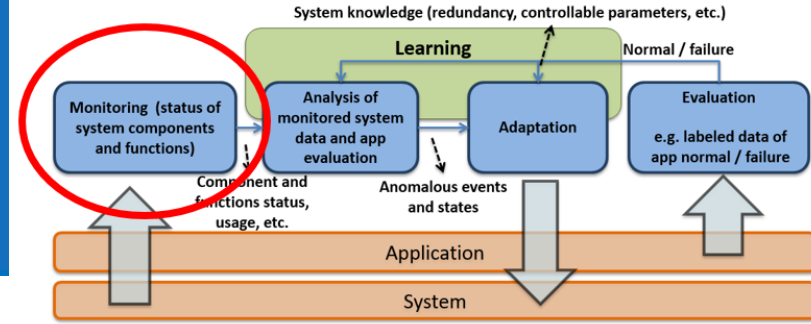 System knowledge (redundancy, controllable parameters, etc.)
Learning
Normal / failure
Monitoring (status of
system components
and functions)
Analysis of
monitored system
data and app
evaluation
Adaptation
Evaluation
e.g. labeled data of
app normal / failure
Component and
functions status,
usage, etc.
Anomalous events
and states
Application
System